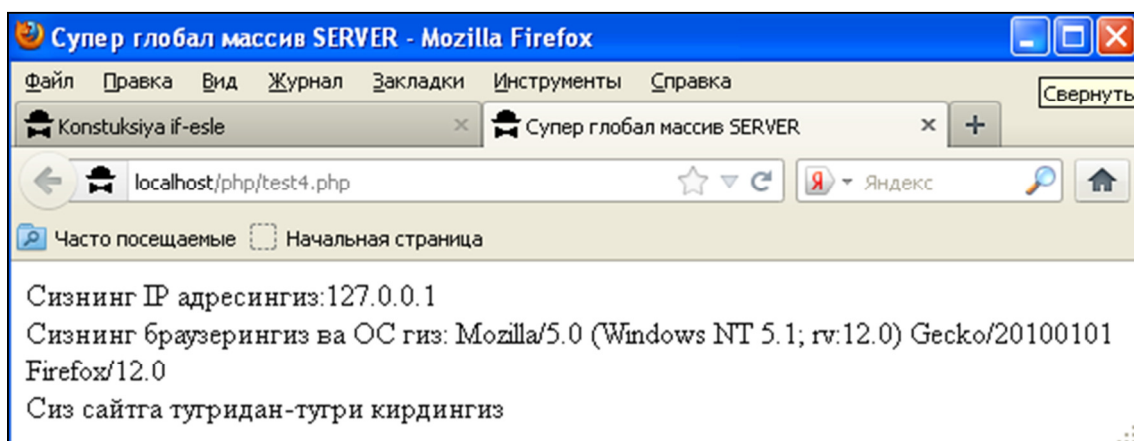 Супер глобал массив SERVER - Mozilla Firefox
Файл Правка Вид Журнал Закладки Инструменты Справка
Свернуть
Konstuksiya if-esle Супер глобал массив SERVER
localhost/php/test4.php Яндекс
Часто посещаемые Начальная страница
Сизнинг IP адресингиз:127.0.0.1
Сизнинг браузерингиз ва ОС гиз: Mozilla/5.0 (Windows NT 5.1; rv:12.0) Gecko/20100101
Firefox/12.0
Сиз сайтга тугридан-тугри кирдингиз